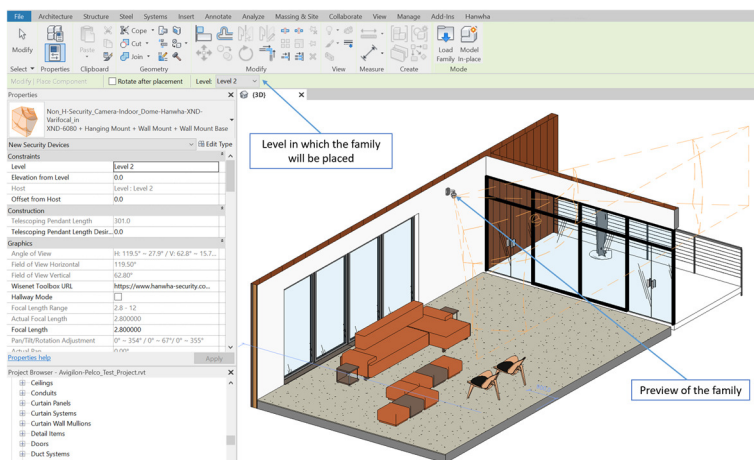 File Architecture Structure Steel Systems Insert Annotate Analyze Massing & Site Collaborate View Manage Add-Ins Hanwha
Modify
Properties
Paste
Cope
Cut
Join
Load Family
Model In-place
Select Properties Clipboard Geometry Modify View Measure Create Mode
Modify | Place Component Rotate after placement Level: Level 2
Properties
(3D)
Non_H-Security_Camera-Indoor_Dome-Hanwha-XND-
Varifocal_in
XND-6080 + Hanging Mount + Wall Mount + Wall Mount Base
New Security Devices Edit Type
Constraints
Level Level 2
Elevation from Level 0.0
Host Level : Level 2
Offset from Host 0.0
Construction
Telescoping Pendant Length 301.0
Telescoping Pendant Length Desir... 0.0
Graphics
Angle of View H: 119.5° ~ 27.9° / V: 62.8° ~ 15.7...
Field of View Horizontal 119.50°
Field of View Vertical 62.80°
Wisenet Toolbox URL https://www.hanwha-security.co...
Hallway Mode
Focal Length Range 2.8 - 12
Actual Focal Length 2.800000
Focal Length 2.800000
Pan/Tilt/Rotation Adjustment 0° ~ 354° / 0° ~ 67°/ 0° ~ 355°
Actual Pan 0.00°
Properties help Apply
Project Browser - Avigilon-Pelco_Test_Project.rvt
Ceilings
Conduits
Curtain Panels
Curtain Systems
Curtain Wall Mullions
Detail Items
Doors
Duct Systems
Level in which the family
will be placed
Preview of the family